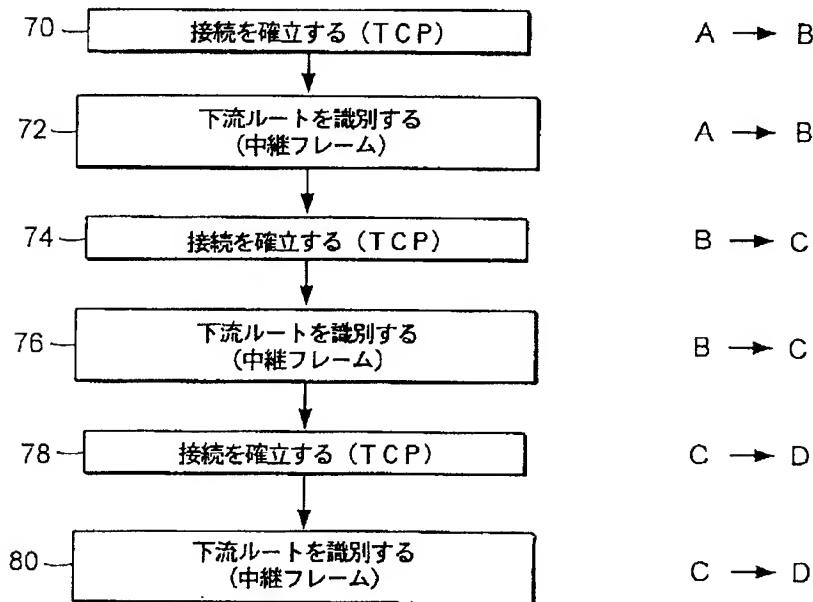 70 接続を確立する（ＴＣＰ） A → B
72 下流ルートを識別する A → B
（中継フレーム）
74 接続を確立する（ＴＣＰ） B → C
76 下流ルートを識別する B → C
（中継フレーム）
78 接続を確立する（ＴＣＰ） C → D
80 下流ルートを識別する C → D
（中継フレーム）